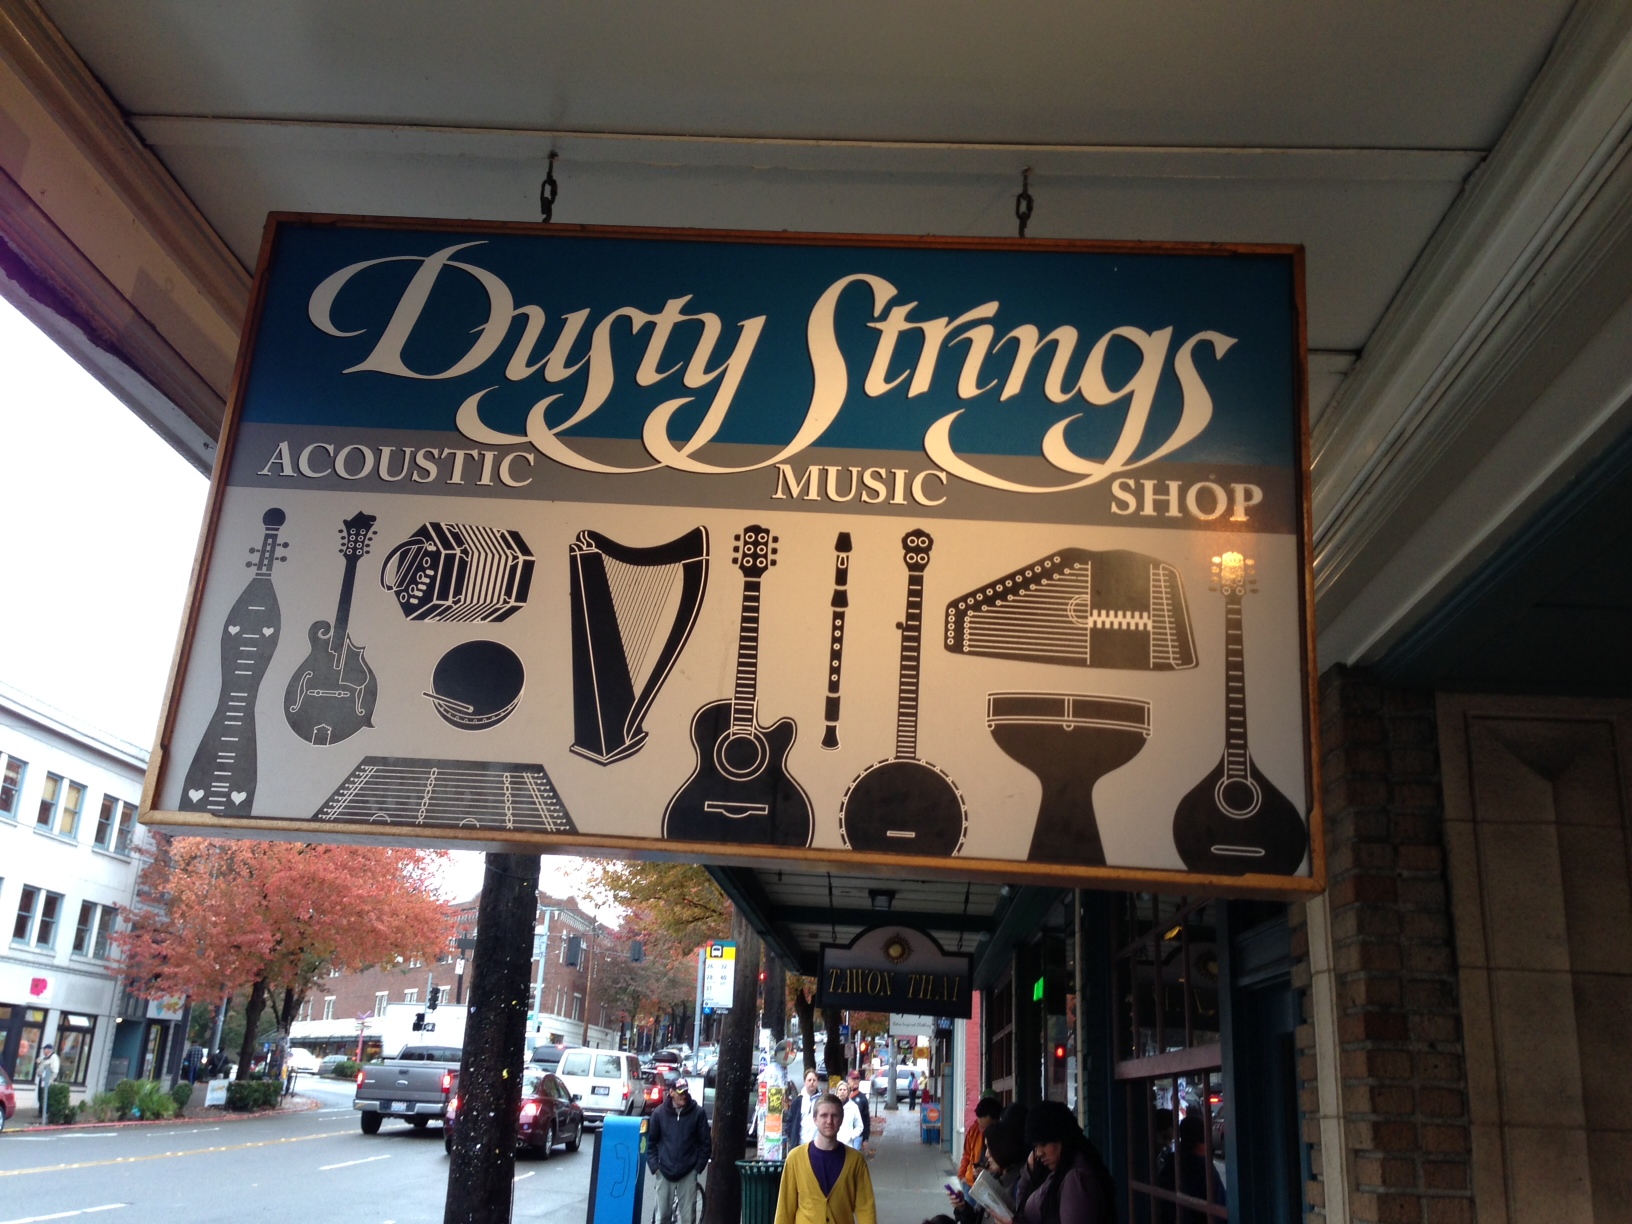 Dusty Strings
ACOUSTIC MUSIC SHOP
TAWON THAI